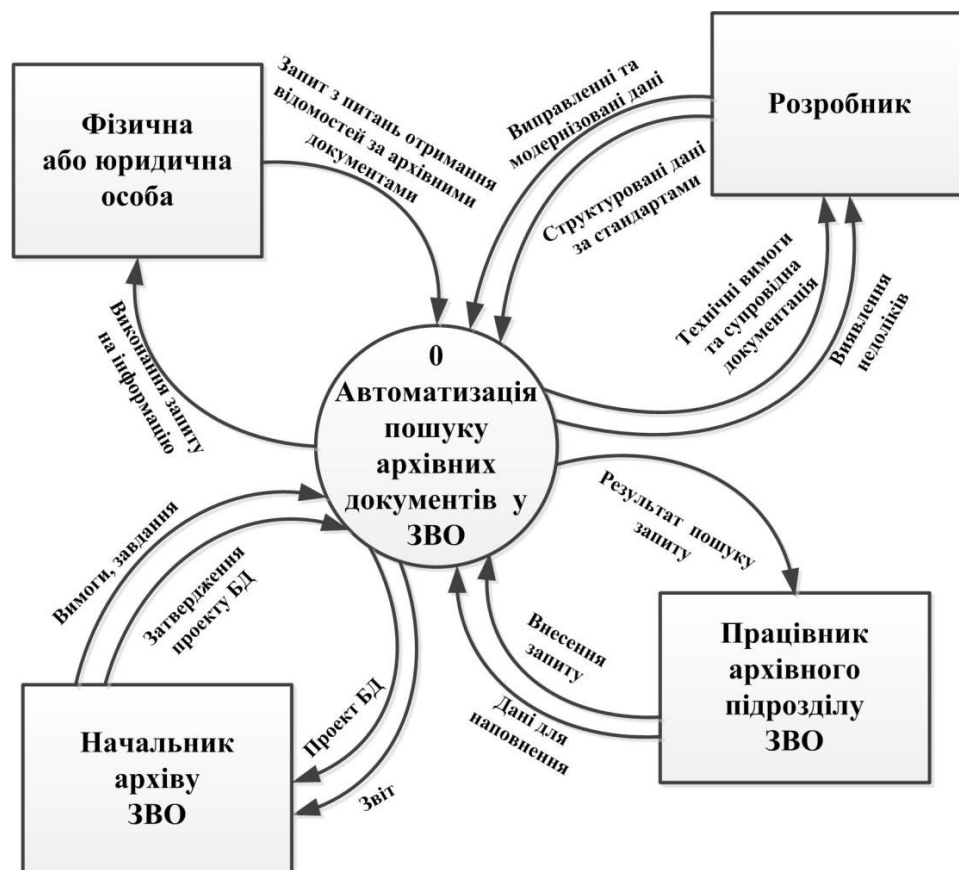 Фізична
або юридична
особа
Запит з питань отримання
відомостей за архівними
документами
Виправленні та
модернізовані дані
Структуровані дані
за стандартами
Розробник
Технічні вимоги
та супровідна
документація
Виявлення
недоліків
Виконання запиту
на інформацію
0
Автоматизація
пошуку
архівних
документів у
ЗВО
Вимоги, завдання
Затвердження
проекту БД
Результат пошуку
запиту
Внесення
запиту
Дані для
наповнення
Працівник
архівного
підрозділу
ЗВО
Проект БД
Звіт
Начальник
архіву
ЗВО